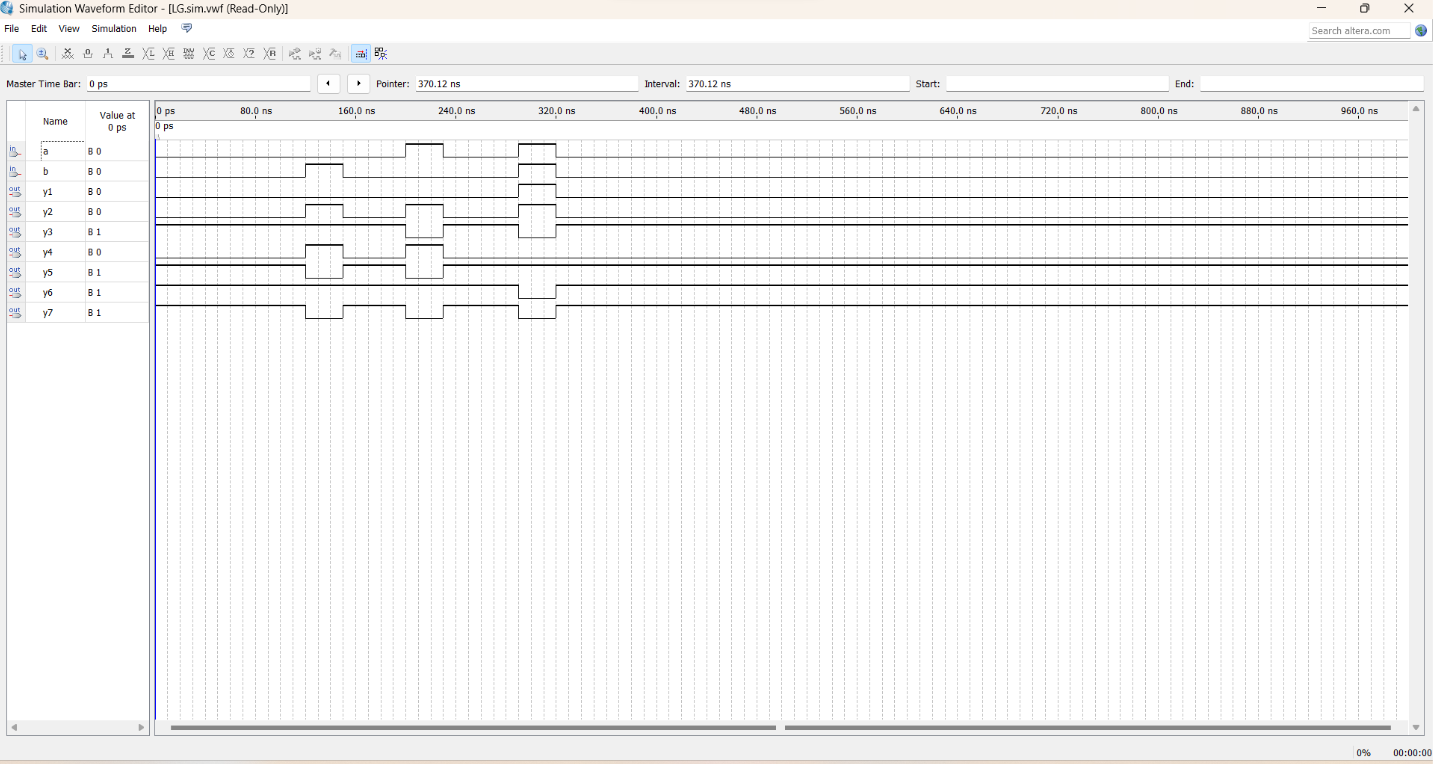 Simulation Waveform Editor - [LG.sim.vwf (Read-Only)]
File Edit View Simulation Help
Search altera.com
Master Time Bar: 0 ps Pointer: 370.12 ns Interval: 370.12 ns Start: End:
Name Value at 0 ps
0 ps 80.0 ns 160.0 ns 240.0 ns 320.0 ns 400.0 ns 480.0 ns 560.0 ns 640.0 ns 720.0 ns 800.0 ns 880.0 ns 960.0 ns
0 ps
in a B 0
in b B 0
out y1 B 0
out y2 B 0
out y3 B 1
out y4 B 0
out y5 B 1
out y6 B 1
out y7 B 1
0% 00:00:00